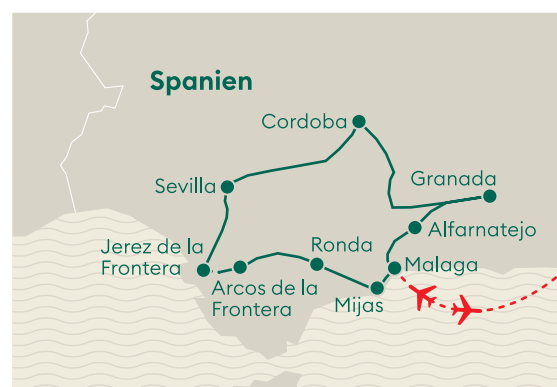 Spanien
Cordoba
Granada
Sevilla
Alfarnatejo
Jerez de la
Frontera
Ronda
Malaga
Arcos de la
Frontera
Mijas